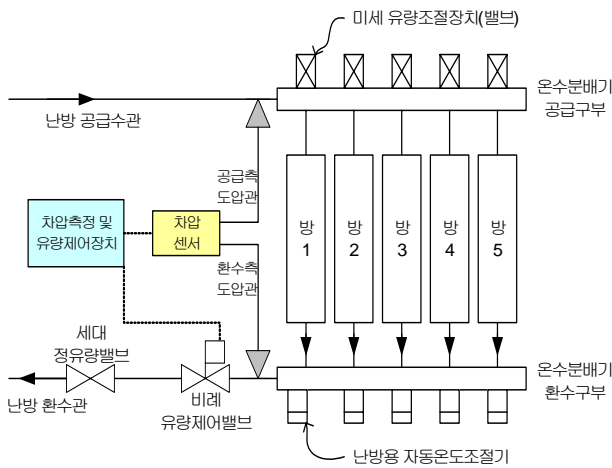 미세 유량조절장치(밸브)
온수분배기
공급구부
난방 공급수관
공급측
도압관
차압측정 및
유량제어장치
차압
센서
환수측
도압관
방
1
방
2
방
3
방
4
방
5
세대
정유량밸브
난방 환수관
비례
유량제어밸브
온수분배기
환수구부
난방용 자동온도조절기